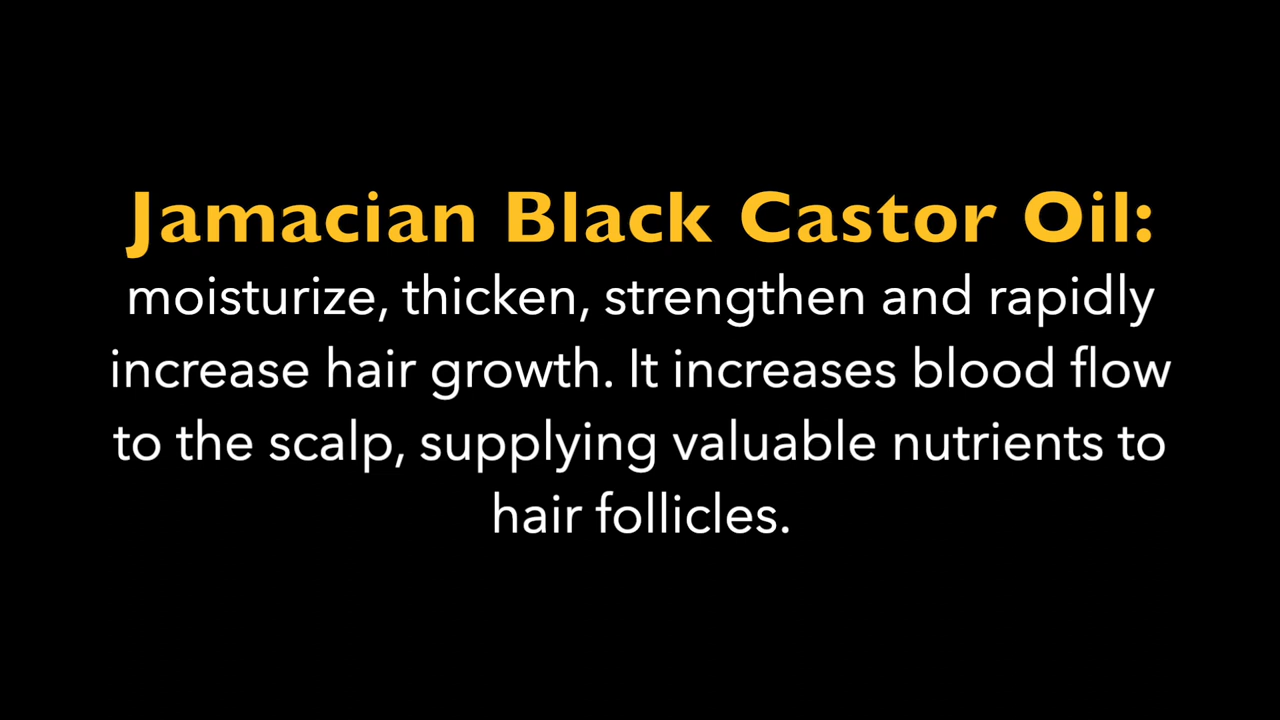 Jamacian Black Castor Oil:
moisturize, thicken, strengthen and rapidly
increase hair growth. It increases blood flow
to the scalp, supplying valuable nutrients to
hair follicles.